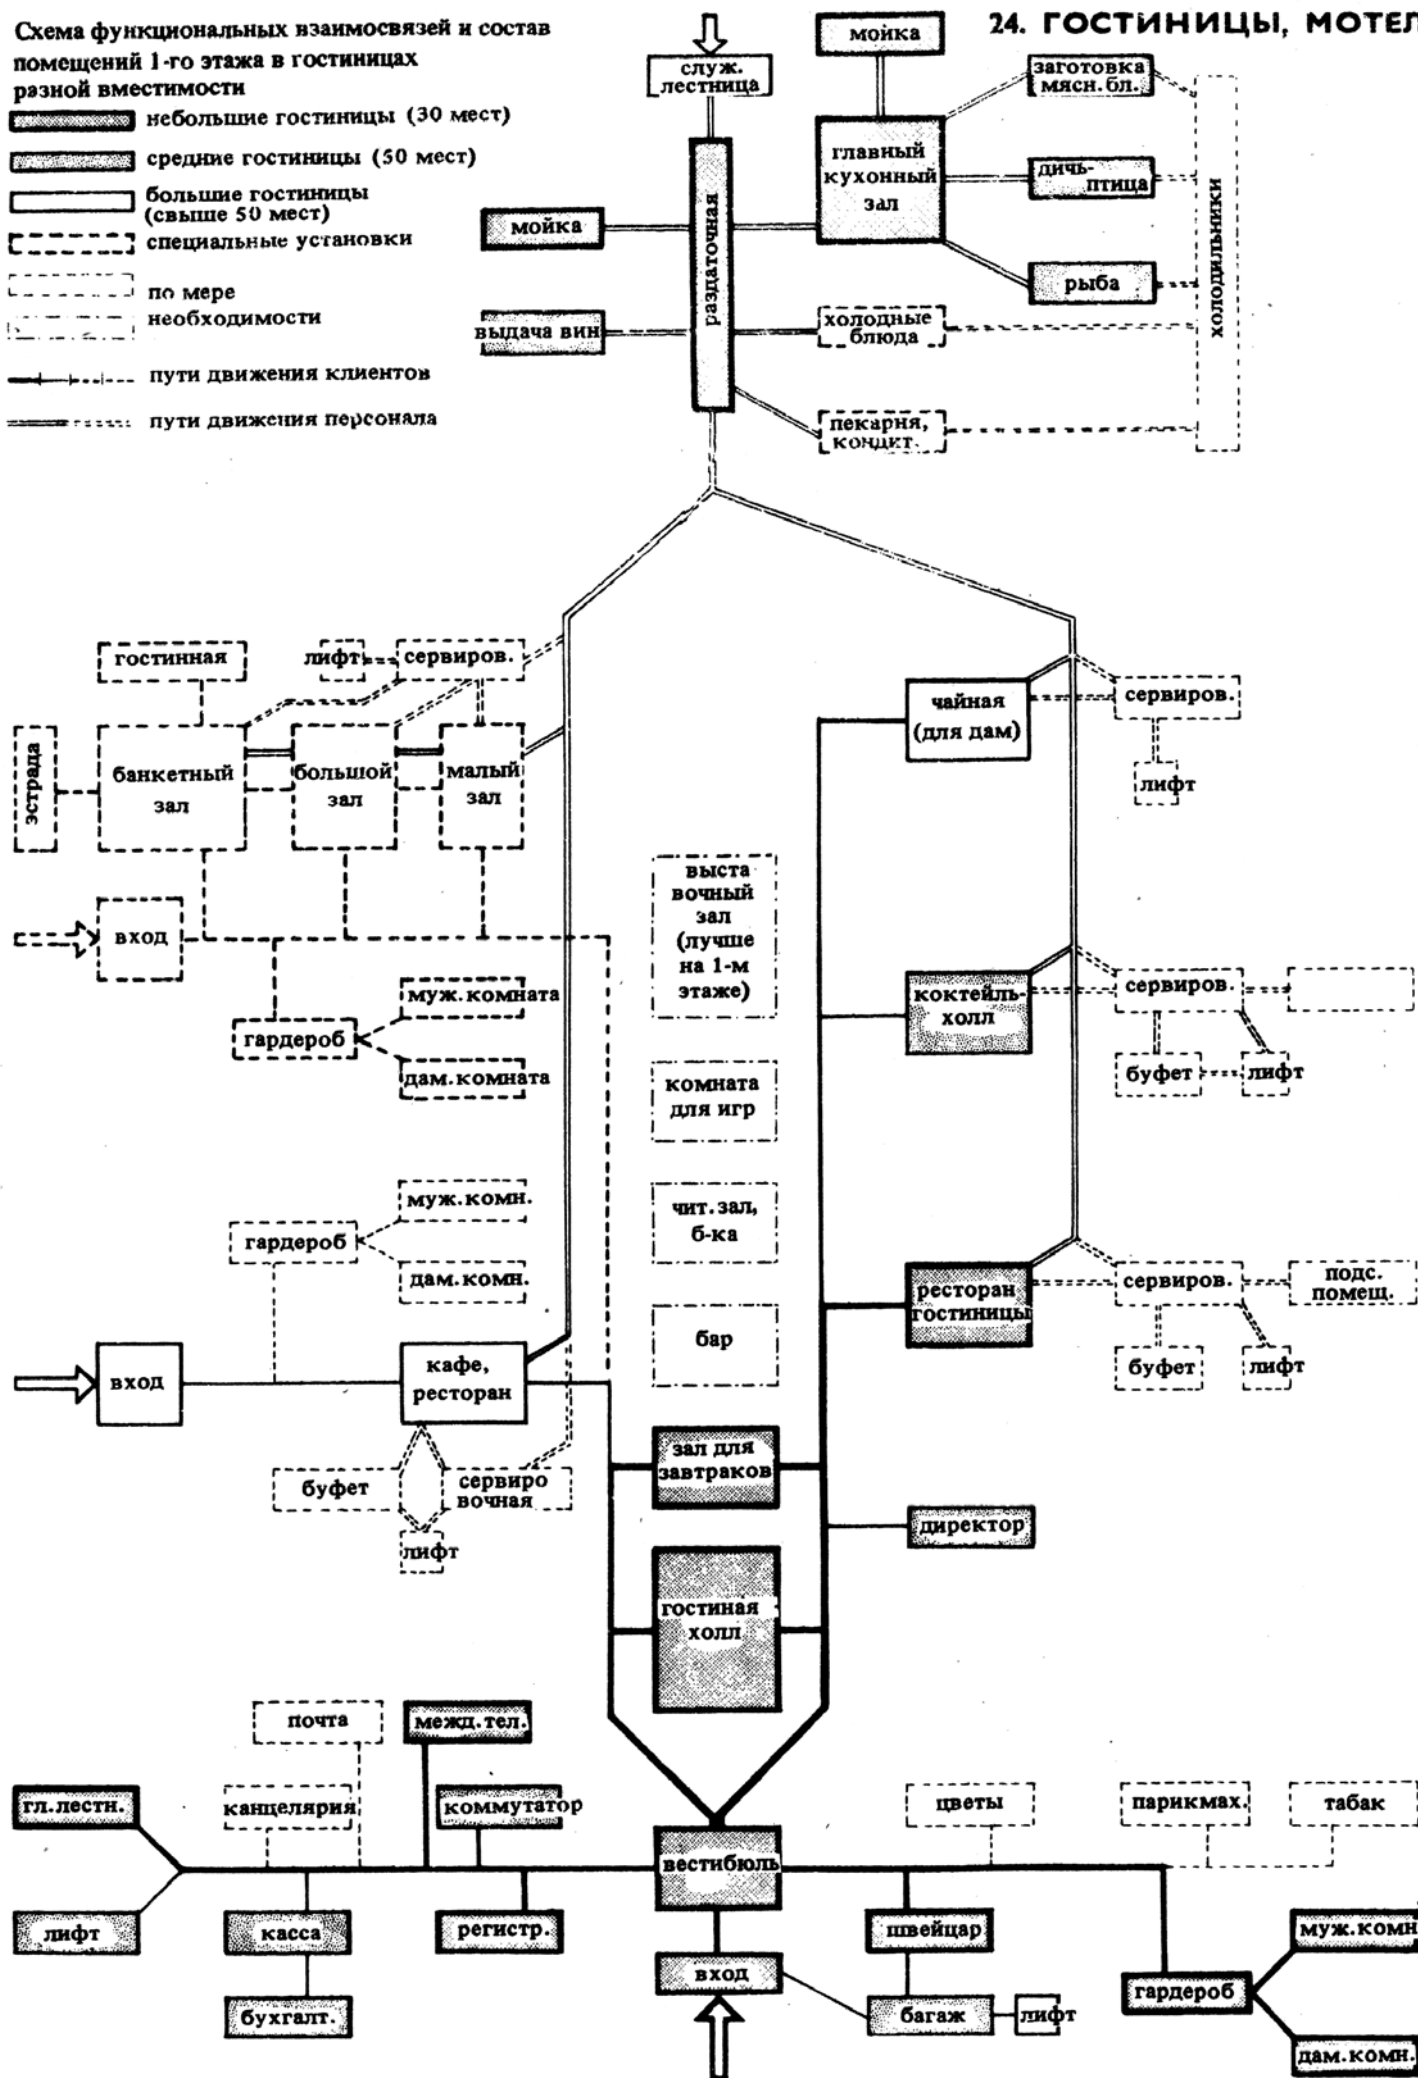 Схема функциональных взаимосвязей и состав
помещений 1-го этажа в гостиницах
разной вместимости
небольшие гостиницы (30 мест)
средние гостиницы (50 мест)
большие гостиницы
(свыше 50 мест)
специальные установки
по мере
необходимости
пути движения клиентов
пути движения персонала
24. ГОСТИНИЦЫ, МОТЕЛ
служ.
лестница
мойка
главный
кухонный
зал
заготовка
мясн. бл.
дичь-
птица
рыба
холодильники
мойка
раздаточная
выдача вин
холодные
блюда
пекарня,
кондит.
гостинная
лифт
сервиров.
эстрада
банкетный
зал
большой
зал
малый
зал
вход
муж. комната
гардероб
дам. комната
чайная
(для дам)
сервиров.
лифт
выста
вочный
зал
(лучше
на 1-м
этаже)
коктейль-
холл
сервиров.
буфет
лифт
комната
для игр
чит. зал,
б-ка
бар
муж. комн.
гардероб
дам. комн.
ресторан
гостиницы
сервиров.
подс.
помещ.
буфет
лифт
вход
кафе,
ресторан
буфет
сервиро
вочная
лифт
зал для
завтраков
директор
гостиная
холл
почта
межд. тел.
гл. лестн.
канцелярия
коммутатор
вестибюль
цветы
парикмах.
табак
лифт
касса
регистр.
швейцар
муж. комн
бухгалт.
вход
багаж
лифт
гардероб
дам. комн.